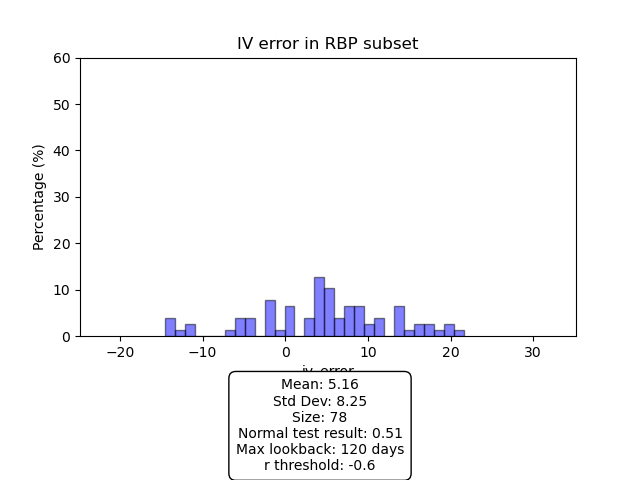 IV error in RBP subset
60
50
40
30
20
10
0
Percentage (%)
−20
−10
0
10
20
30
iv_error
Mean: 5.16
Std Dev: 8.25
Size: 78
Normal test result: 0.51
Max lookback: 120 days
r threshold: -0.6